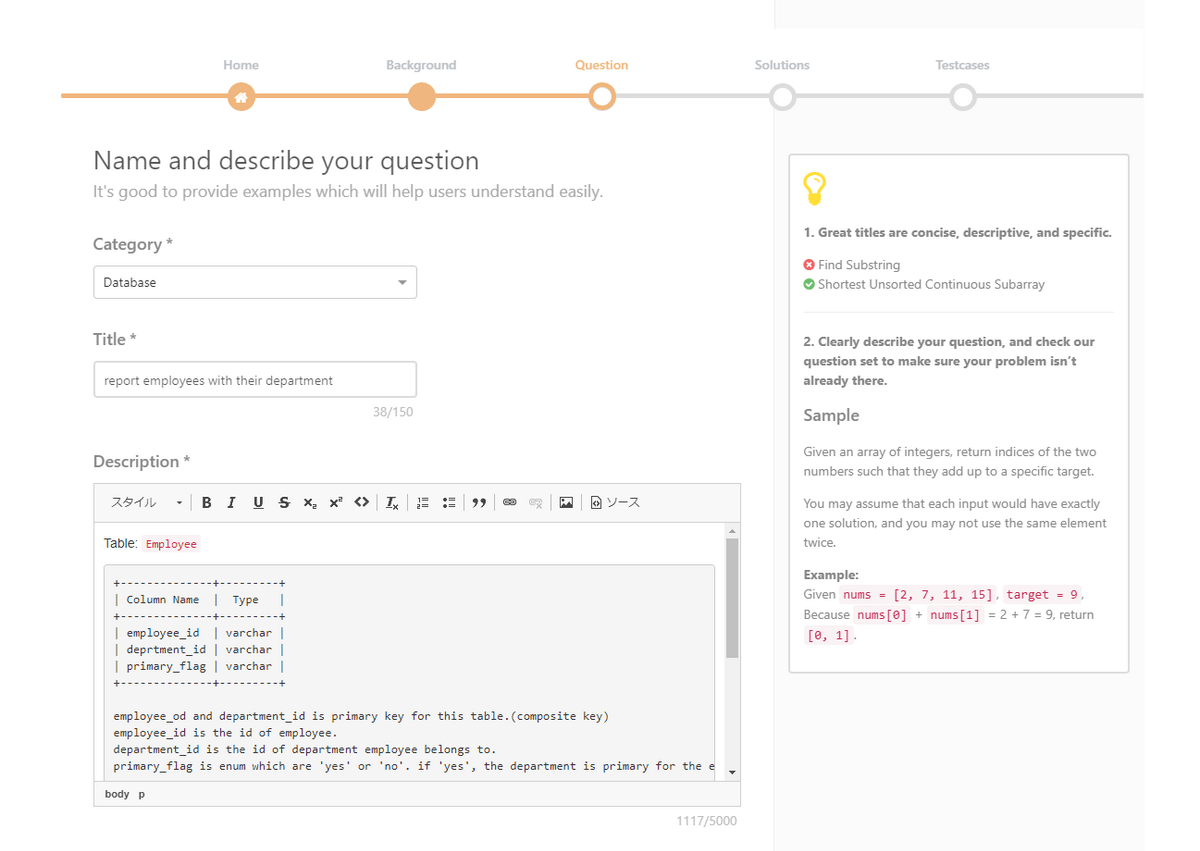 Home
Background
Question
Solutions
Testcases
Name and describe your question
It's good to provide examples which will help users understand easily.
Category *
Database
Title *
report employees with their department
38/150
Description *
スタイル
B I U S x₂ x² <> Tx ソース
Table: Employee
+--------------+---------+
| Column Name  |  Type   |
+--------------+---------+
| employee_id  | varchar |
| deprtment_id | varchar |
| primary_flag | varchar |
+--------------+---------+
employee_od and department_id is primary key for this table.(composite key)
employee_id is the id of employee.
department_id is the id of department employee belongs to.
primary_flag is enum which are 'yes' or 'no'. if 'yes', the department is primary for the e
body p
1117/5000
1. Great titles are concise, descriptive, and specific.
Find Substring
Shortest Unsorted Continuous Subarray
2. Clearly describe your question, and check our
question set to make sure your problem isn't
already there.
Sample
Given an array of integers, return indices of the two
numbers such that they add up to a specific target.
You may assume that each input would have exactly
one solution, and you may not use the same element
twice.
Example:
Given nums = [2, 7, 11, 15], target = 9,
Because nums[0] + nums[1] = 2 + 7 = 9, return
[0, 1].